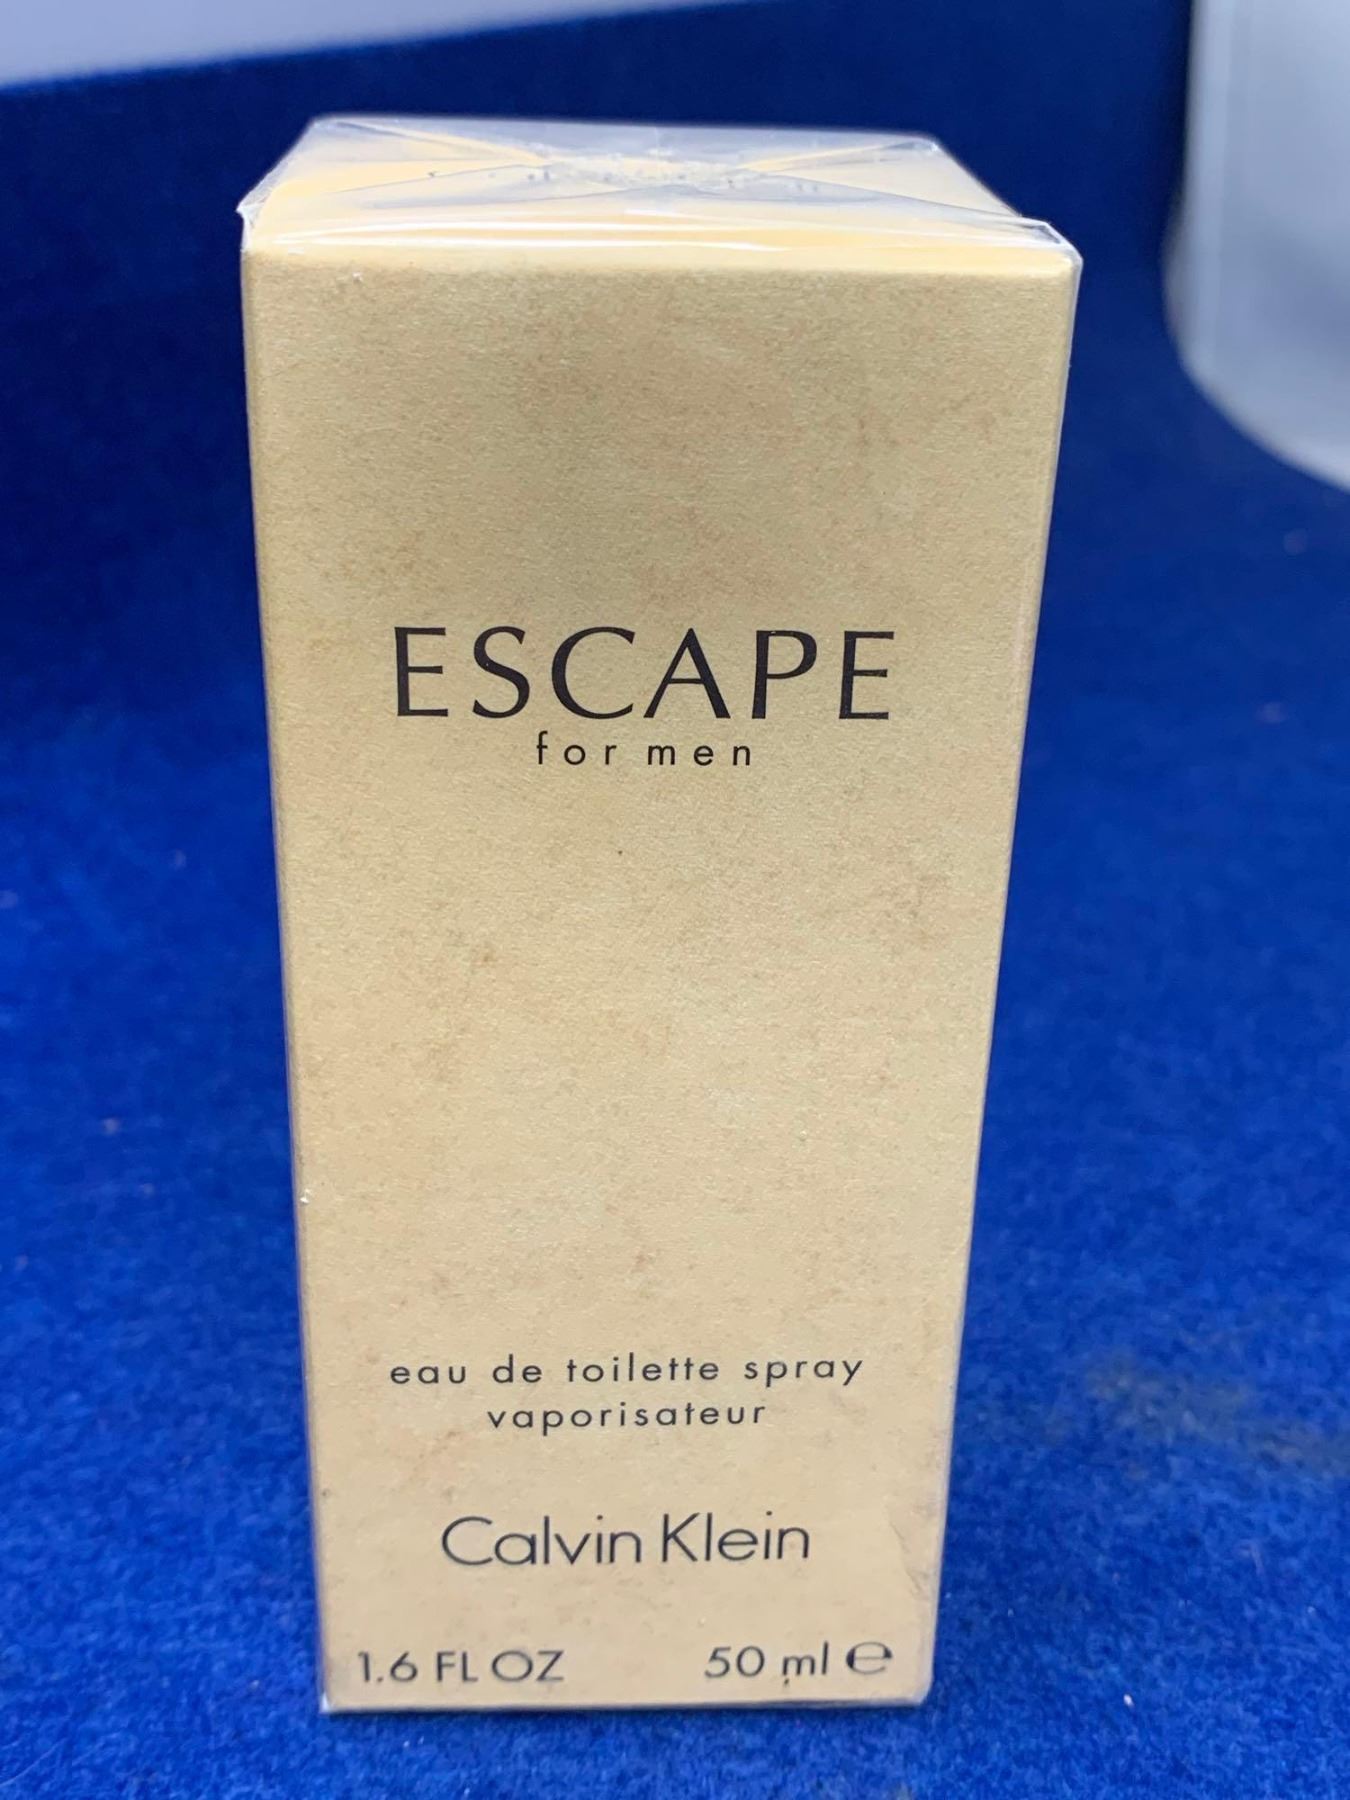 ESCAPE
for men
eau de toilette spray
vaporisateur
Calvin Klein
1.6 FL OZ 50 ml ℮